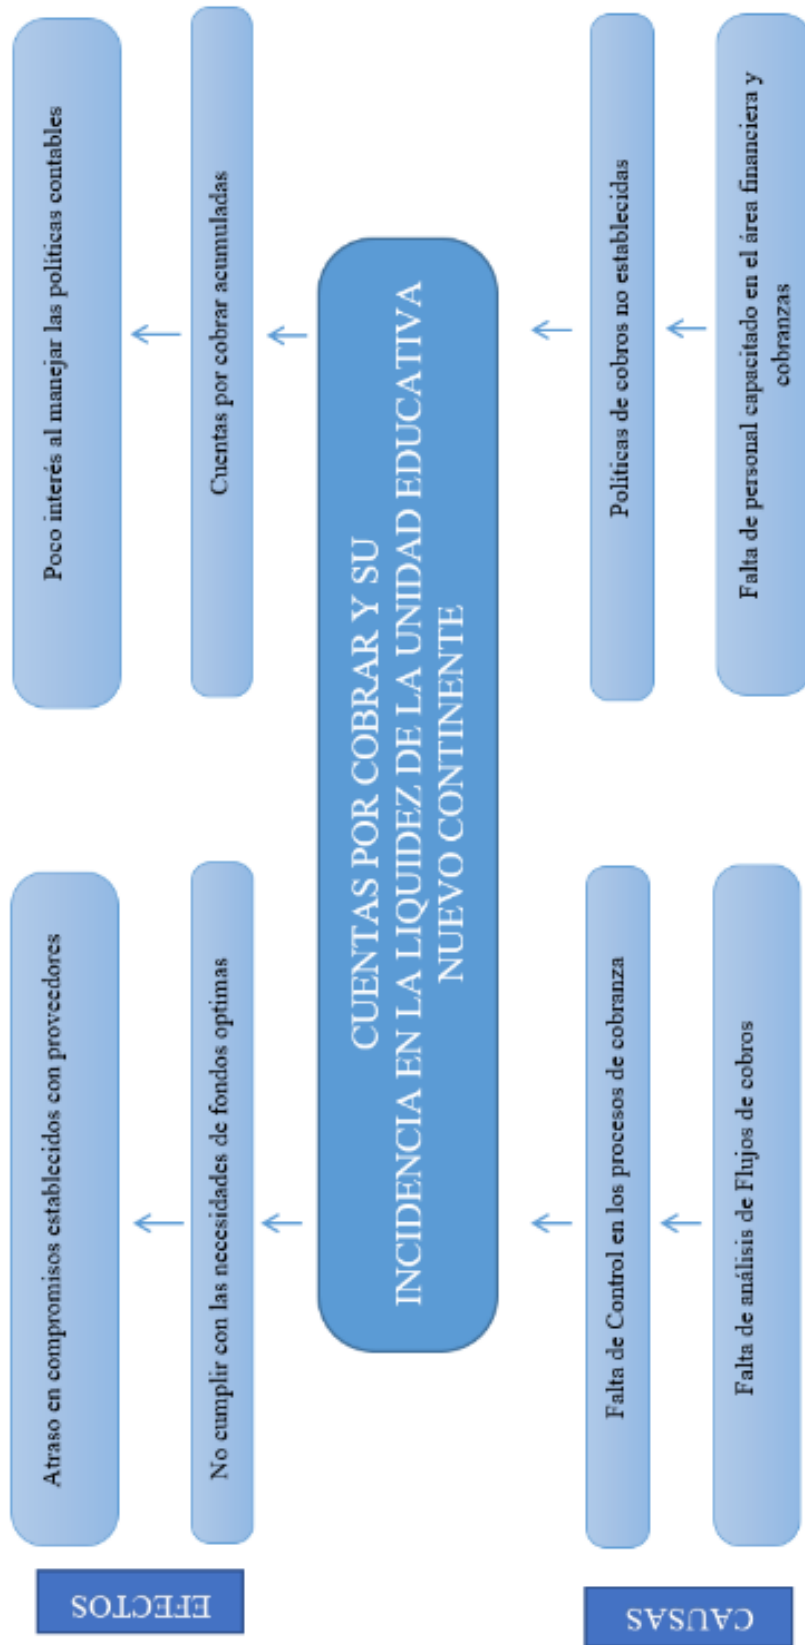 EFECTOS
Atraso en compromisos establecidos con proveedores
Poco interés al manejar las políticas contables
No cumplir con las necesidades de fondos optimas
Cuentas por cobrar acumuladas
CUENTAS POR COBRAR Y SU
INCIDENCIA EN LA LIQUIDEZ DE LA UNIDAD EDUCATIVA
NUEVO CONTINENTE
Falta de Control en los procesos de cobranza
Políticas de cobros no establecidas
CAUSAS
Falta de análisis de Flujos de cobros
Falta de personal capacitado en el área financiera y
cobranzas